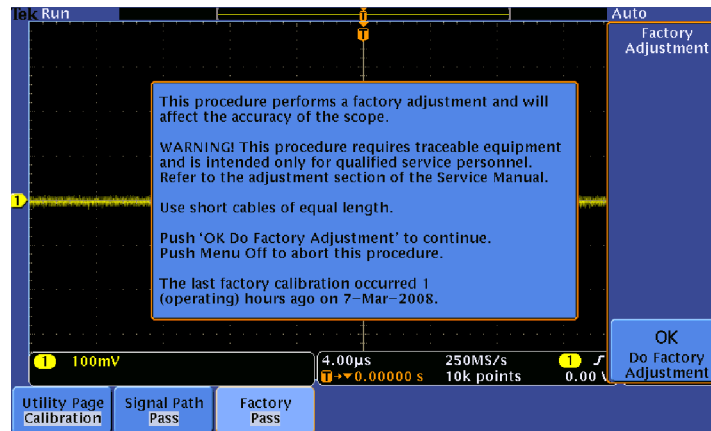 Tek Run
Auto
T
T
Factory
Adjustment
This procedure performs a factory adjustment and will
affect the accuracy of the scope.
WARNING! This procedure requires traceable equipment
and is intended only for qualified service personnel.
Refer to the adjustment section of the Service Manual.
Use short cables of equal length.
Push 'OK Do Factory Adjustment' to continue.
Push Menu Off to abort this procedure.
The last factory calibration occurred 1
(operating) hours ago on 7-Mar-2008.
1
OK
Do Factory
Adjustment
1 100mV
4.00µs 250MS/s 1
T→▼0.00000 s 10k points 0.00 V
Utility Page
Calibration
Signal Path
Pass
Factory
Pass